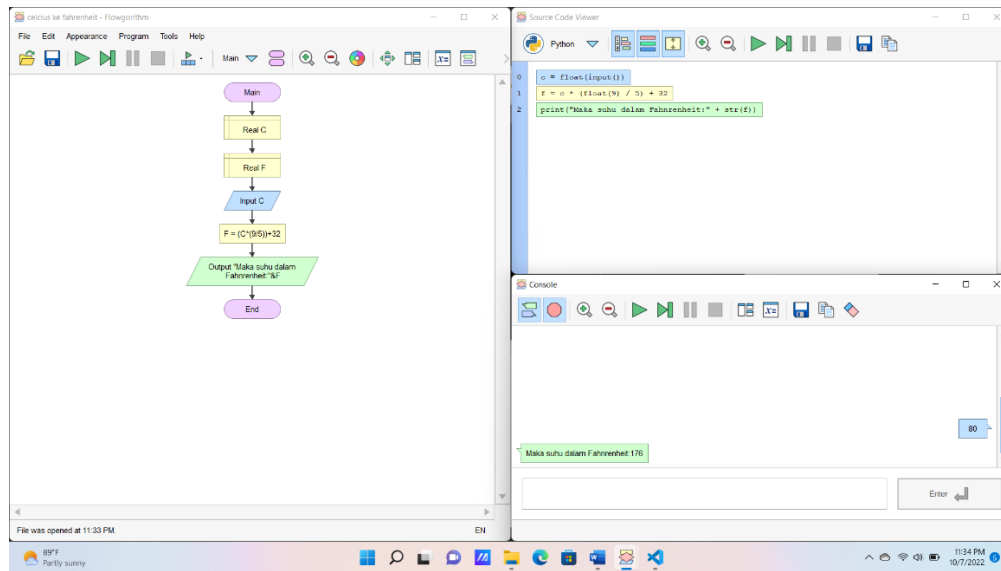 celcius ke fahrenheit - Flowgorithm
File Edit Appearance Program Tools Help
Main
Main
Real C
Real F
Input C
F = (C*(9/5))+32
Output "Maka suhu dalam
Fahnrenheit:"&F
End
File was opened at 11:33 PM.
EN
Source Code Viewer
Python
0 c = float(input())
1 f = c * (float(9) / 5) + 32
2 print("Maka suhu dalam Fahnrenheit:" + str(f))
Console
80
Maka suhu dalam Fahnrenheit:176
Enter
89°F
Partly sunny
11:34 PM
10/7/2022